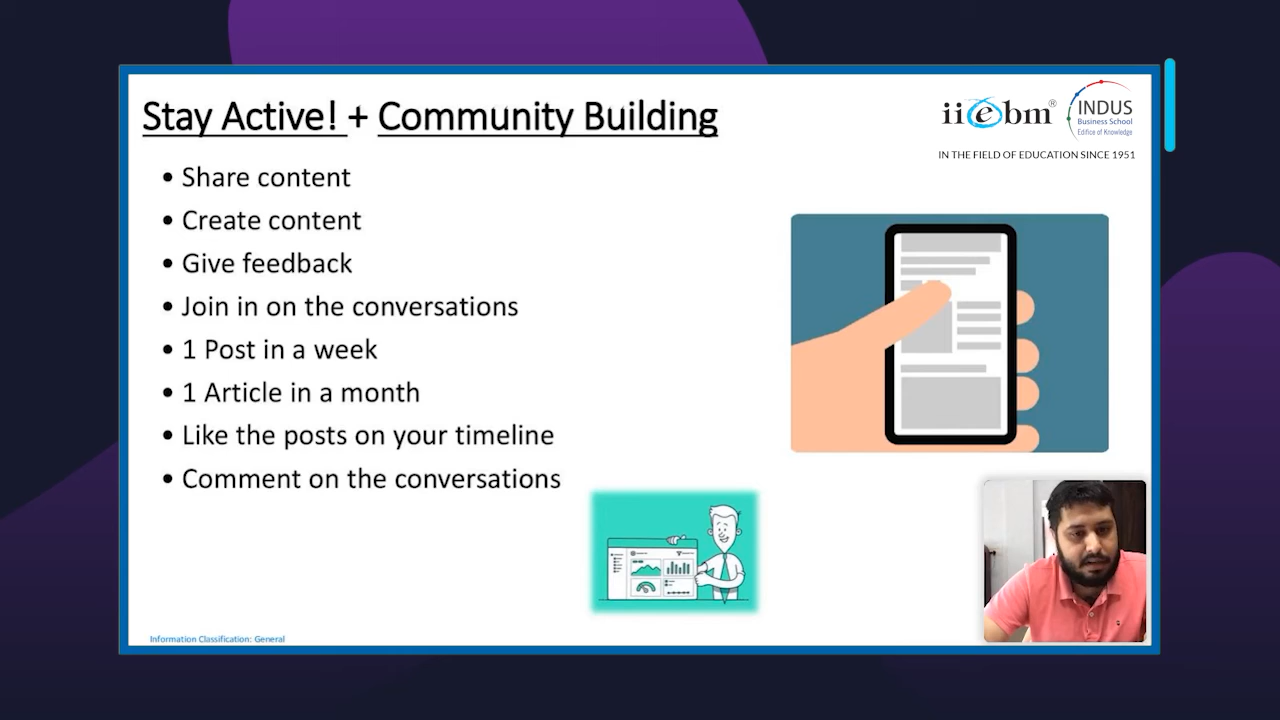 Stay Active! + Community Building
iiebm®
INDUS
Business School
Edifice of Knowledge
IN THE FIELD OF EDUCATION SINCE 1951
• Share content
• Create content
• Give feedback
• Join in on the conversations
• 1 Post in a week
• 1 Article in a month
• Like the posts on your timeline
• Comment on the conversations
Information Classification: General